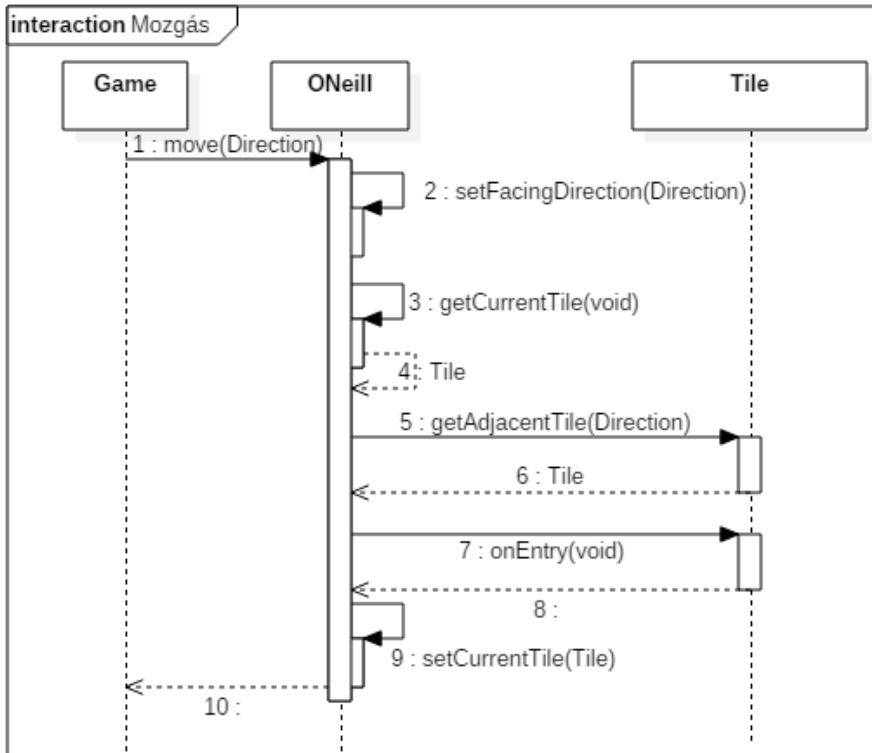 interaction Mozgás
Game
ONeill
Tile
1 : move(Direction)
2 : setFacingDirection(Direction)
3 : getCurrentTile(void)
4 : Tile
5 : getAdjacentTile(Direction)
6 : Tile
7 : onEntry(void)
8 :
9 : setCurrentTile(Tile)
10 :